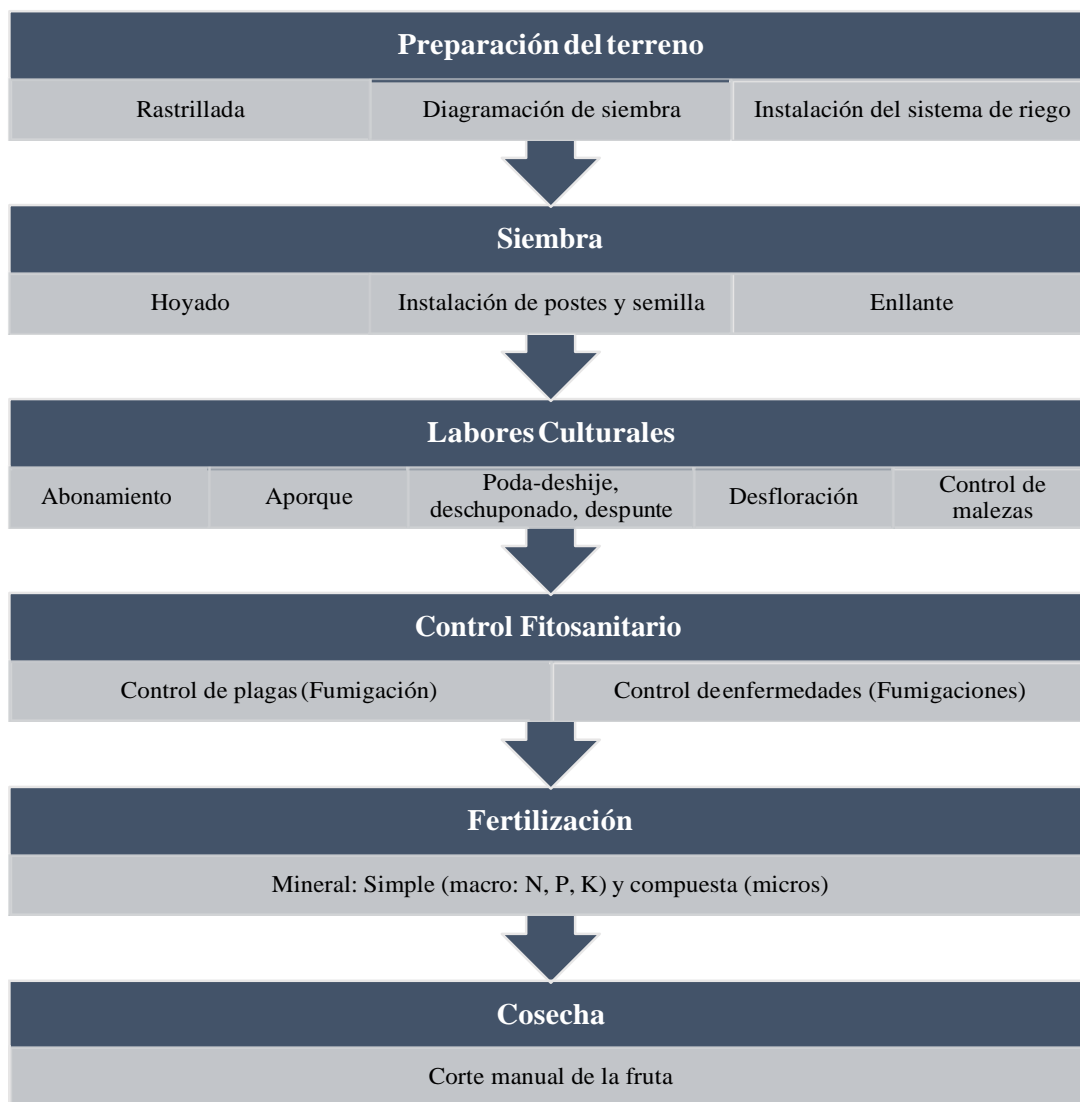 Preparación del terreno
Rastrillada
Diagramación de siembra
Instalación del sistema de riego
Siembra
Hoyado
Instalación de postes y semilla
Enllante
Labores Culturales
Abonamiento
Aporque
Poda-deshije,
deschuponado, despunte
Desfloración
Control de
malezas
Control Fitosanitario
Control de plagas (Fumigación)
Control de enfermedades (Fumigaciones)
Fertilización
Mineral: Simple (macro: N, P, K) y compuesta (micros)
Cosecha
Corte manual de la fruta